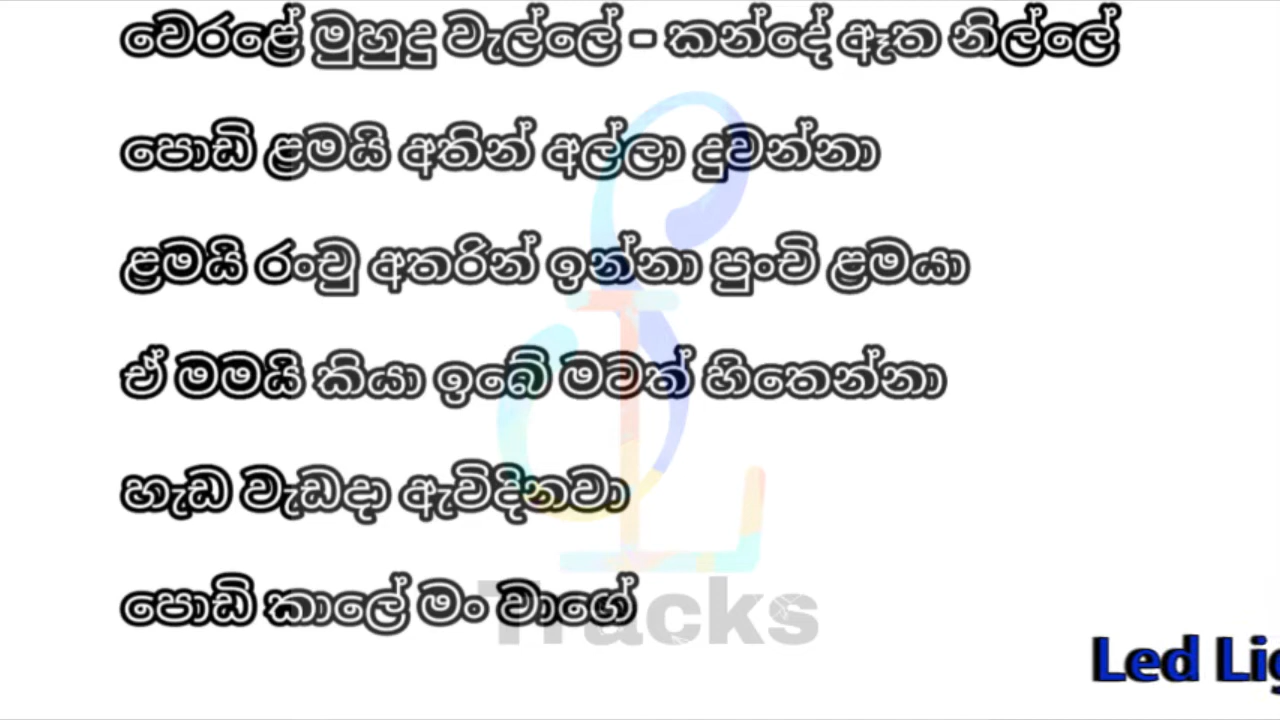 වෙරළේ මුහුදු වැල්ලේ - කන්දේ ඈත නිල්ලේ
පොඩි ළමයි අතින් අල්ලා දුවන්නා
ළමයි රංචු අතරින් ඉන්නා පුංචි ළමයා
ඒ මමයි කියා ඉබේ මටත් හිතෙන්නා
හැඩ වැඩදා ඇවිදිනවා
පොඩි කාලේ මං වාගේ
Tracks
Led Lig